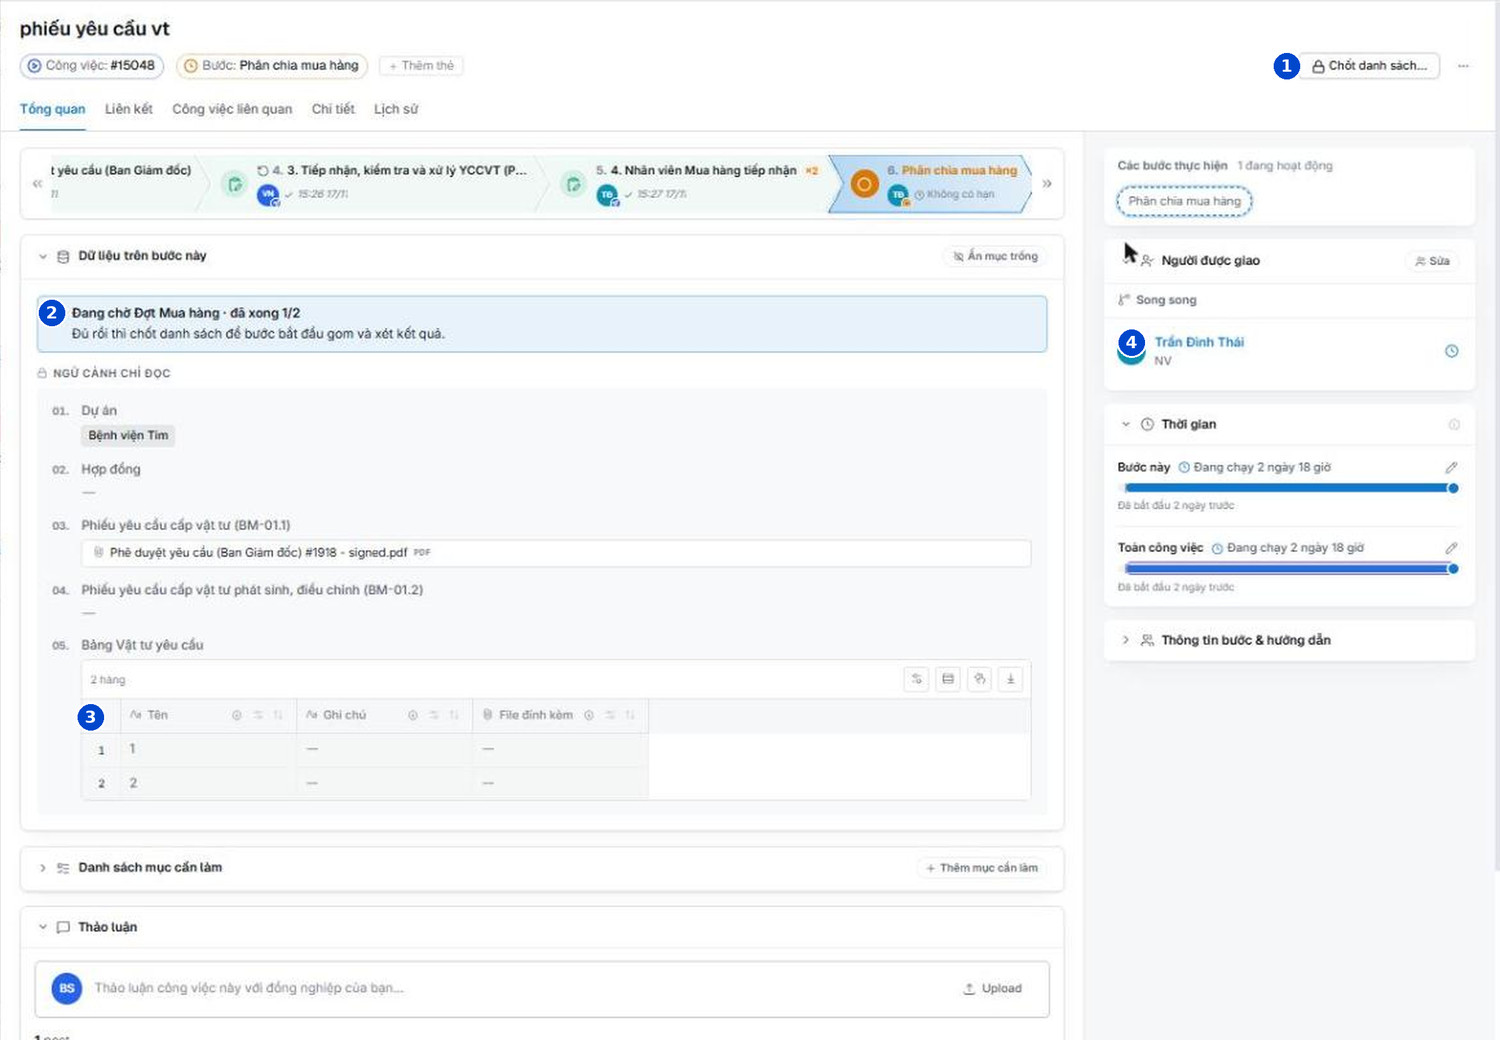 phiếu yêu cầu vt
Công việc: #15048
Bước: Phân chia mua hàng
+ Thêm thẻ
1
Chốt danh sách...
Tổng quan
Liên kết
Công việc liên quan
Chi tiết
Lịch sử
t yêu cầu (Ban Giám đốc)
4. 3. Tiếp nhận, kiểm tra và xử lý YCCVT (P...
VN
15:26 17/11
5. 4. Nhân viên Mua hàng tiếp nhận ×2
TĐ
15:27 17/11
6. Phân chia mua hàng
TĐ
Không có hạn
Các bước thực hiện 1 đang hoạt động
Phân chia mua hàng
Dữ liệu trên bước này
Ẩn mục trống
2
Đang chờ Đợt Mua hàng · đã xong 1/2
Đủ rồi thì chốt danh sách để bước bắt đầu gom và xét kết quả.
NGỮ CẢNH CHỈ ĐỌC
01. Dự án
Bệnh viện Tim
02. Hợp đồng
—
03. Phiếu yêu cầu cấp vật tư (BM-01.1)
Phê duyệt yêu cầu (Ban Giám đốc) #1918 - signed.pdf PDF
04. Phiếu yêu cầu cấp vật tư phát sinh, điều chỉnh (BM-01.2)
—
05. Bảng Vật tư yêu cầu
2 hàng
3
Tên
Ghi chú
File đính kèm
1 1 — —
2 2 — —
Danh sách mục cần làm
+ Thêm mục cần làm
Thảo luận
BS
Thảo luận công việc này với đồng nghiệp của bạn...
Upload
Người được giao
Sửa
Song song
4
Trần Đình Thái
NV
Thời gian
Bước này Đang chạy 2 ngày 18 giờ
Đã bắt đầu 2 ngày trước
Toàn công việc Đang chạy 2 ngày 18 giờ
Đã bắt đầu 2 ngày trước
Thông tin bước & hướng dẫn